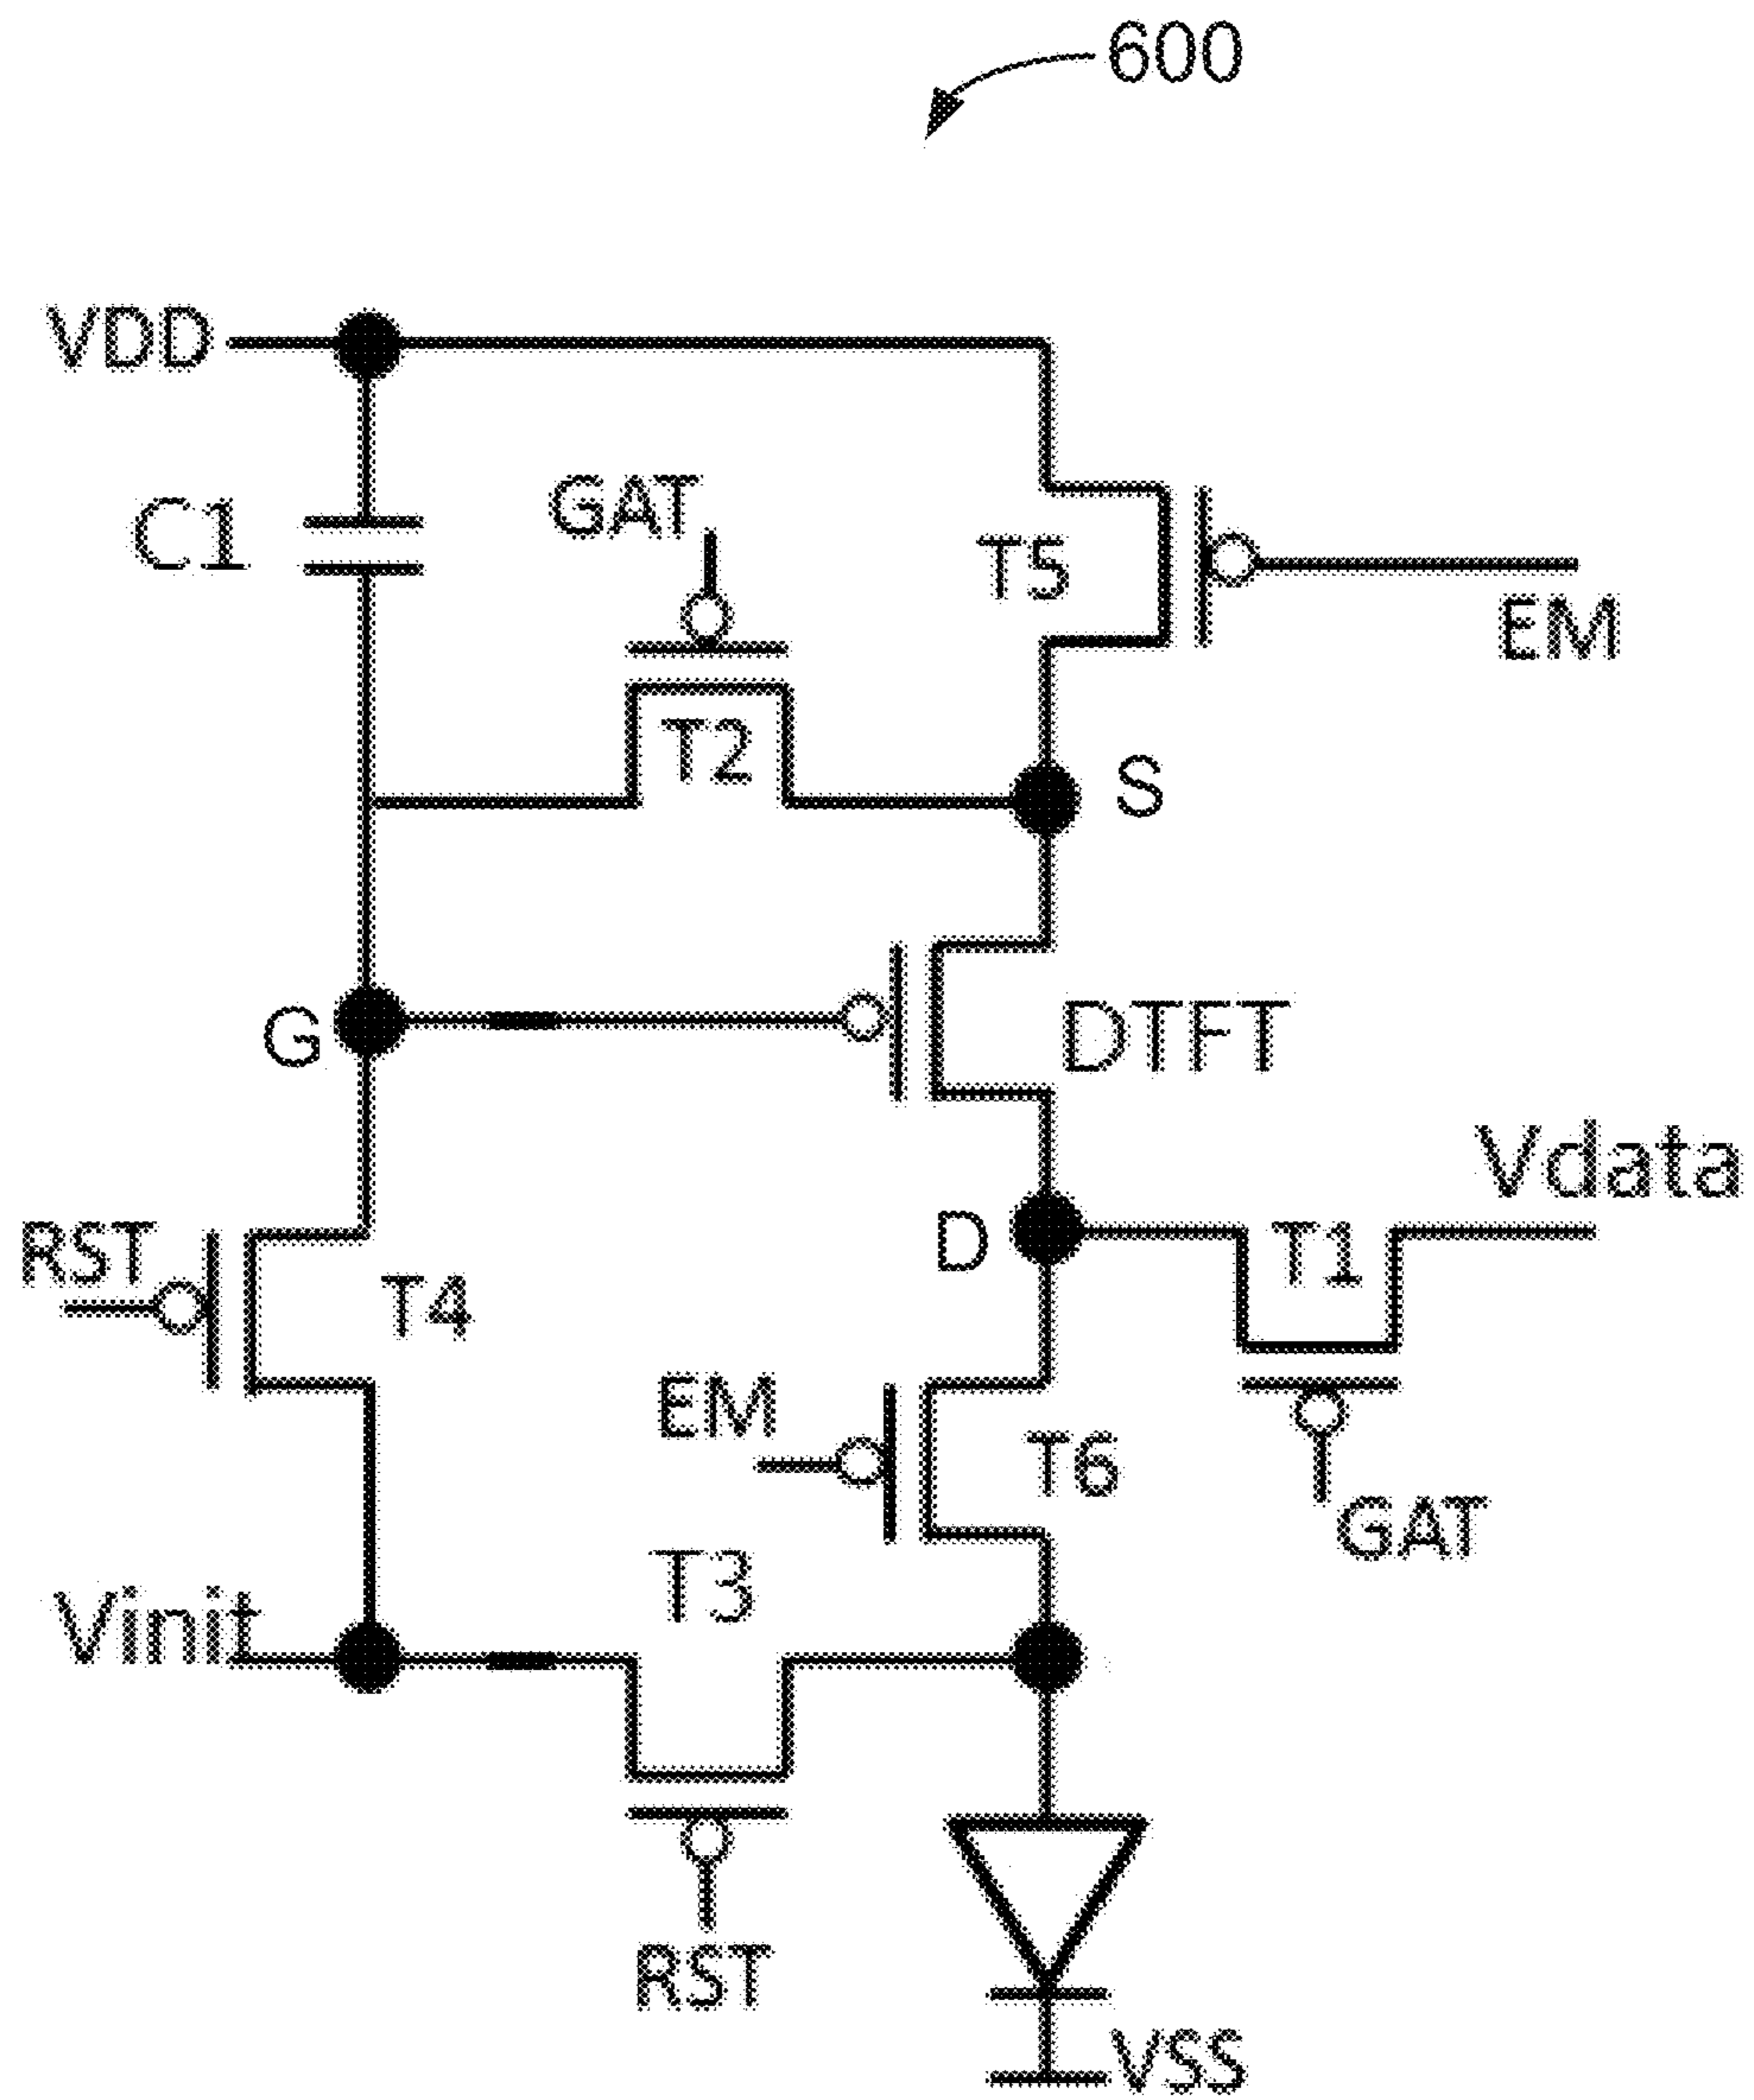 600
VDD
C1
GAT
T5
EM
T2
S
G
DTFT
Vdata
RST
D
T1
T4
EM
T6
GAT
T3
Vinit
RST
VSS